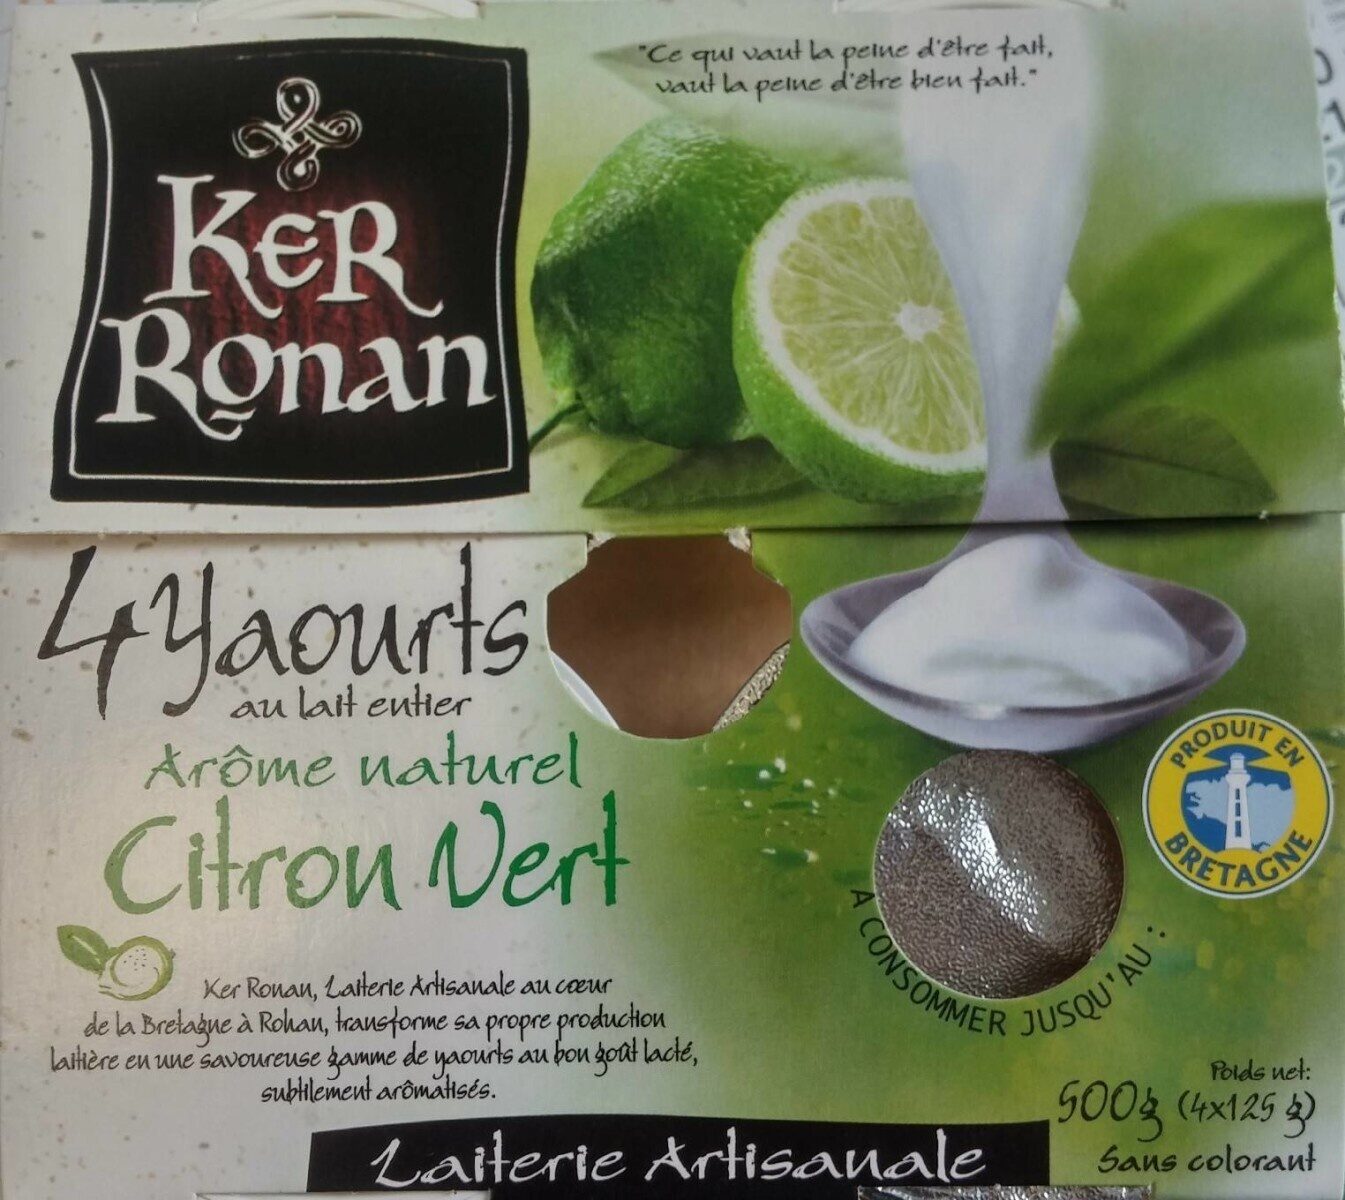 "Ce qui vaut la peine d'être fait,
vaut la peine d'être bien fait."
KER
Ronan
4 Yaourts
au lait entier
Arôme naturel
Citron Vert
PRODUIT EN
BRETAGNE
A CONSOMMER JUSQU'AU :
Ker Ronan, Laiterie Artisanale au cœur
de la Bretagne à Rohan, transforme sa propre production
laitière en une savoureuse gamme de yaourts au bon goût lacté,
subtilement arômatisés.
Poids net:
500g (4x125 g)
Sans colorant
Laiterie Artisanale